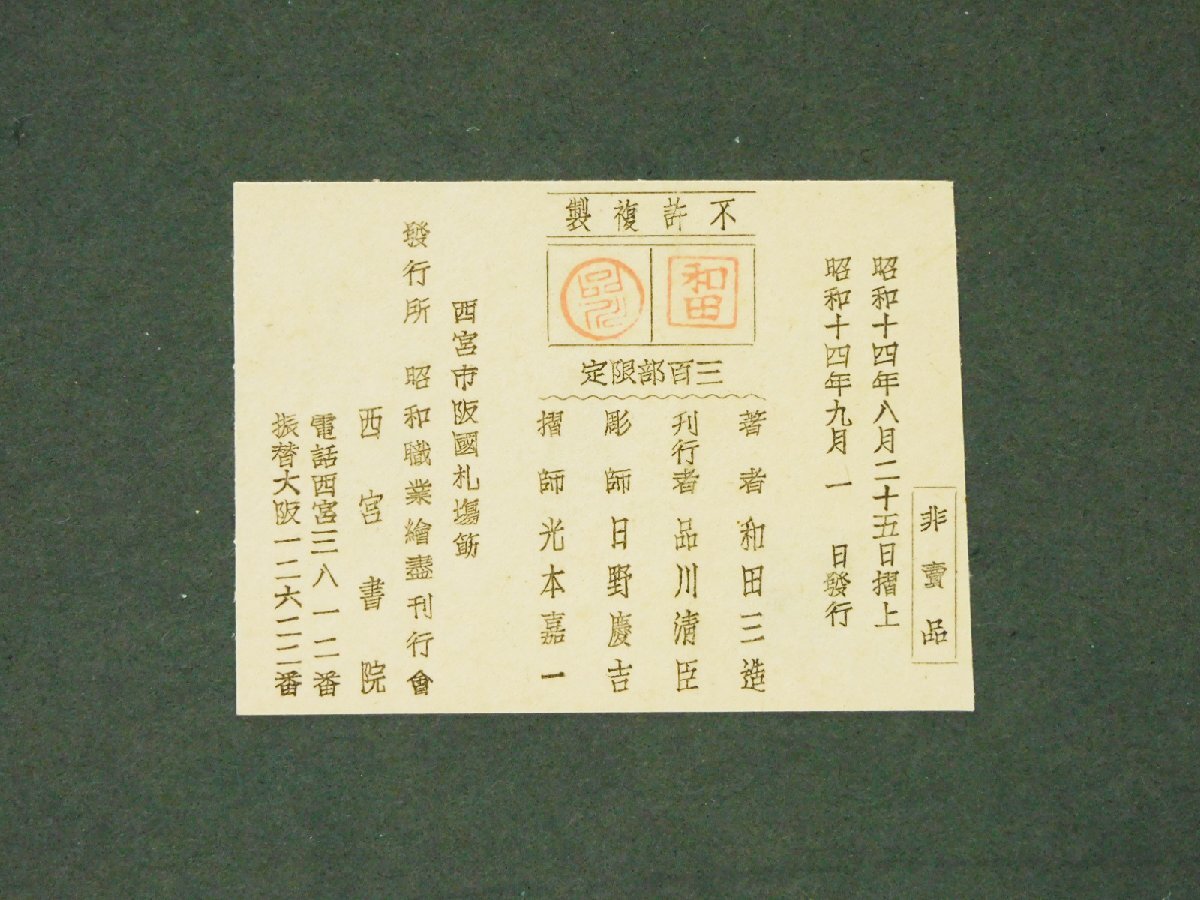 非賣品
昭和十四年八月二十五日摺上
昭和十四年九月一日發行
不許複製
和田
品川
三百部限定
著者 和田三造
刊行者 品川清臣
彫師 日野慶吉
摺師 光本嘉一
西宮市阪國札塲筋
發行所 昭和職業繪盡刊行會
西宮書院
電話西宮三八一二番
振替大阪一二六二二番